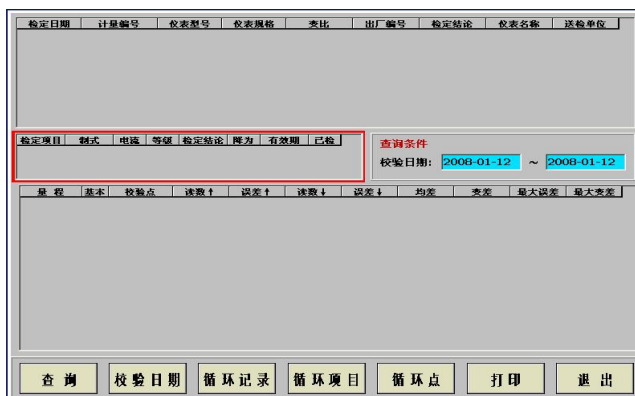 检定日期 计量编号 仪表型号 仪表规格 变比 出厂编号 检定结论 仪表名称 送检单位
检定项目 制式 电流 等级 检定结论 降为 有效期 已检
查询条件
校验日期: 2008-01-12 ~ 2008-01-12
量 程 基本 校验点 读数↑ 误差↑ 读数↓ 误差↓ 均差 变差 最大误差 最大变差
查 询 校 验 日 期 循 环 记 录 循 环 项 目 循 环 点 打 印 退 出